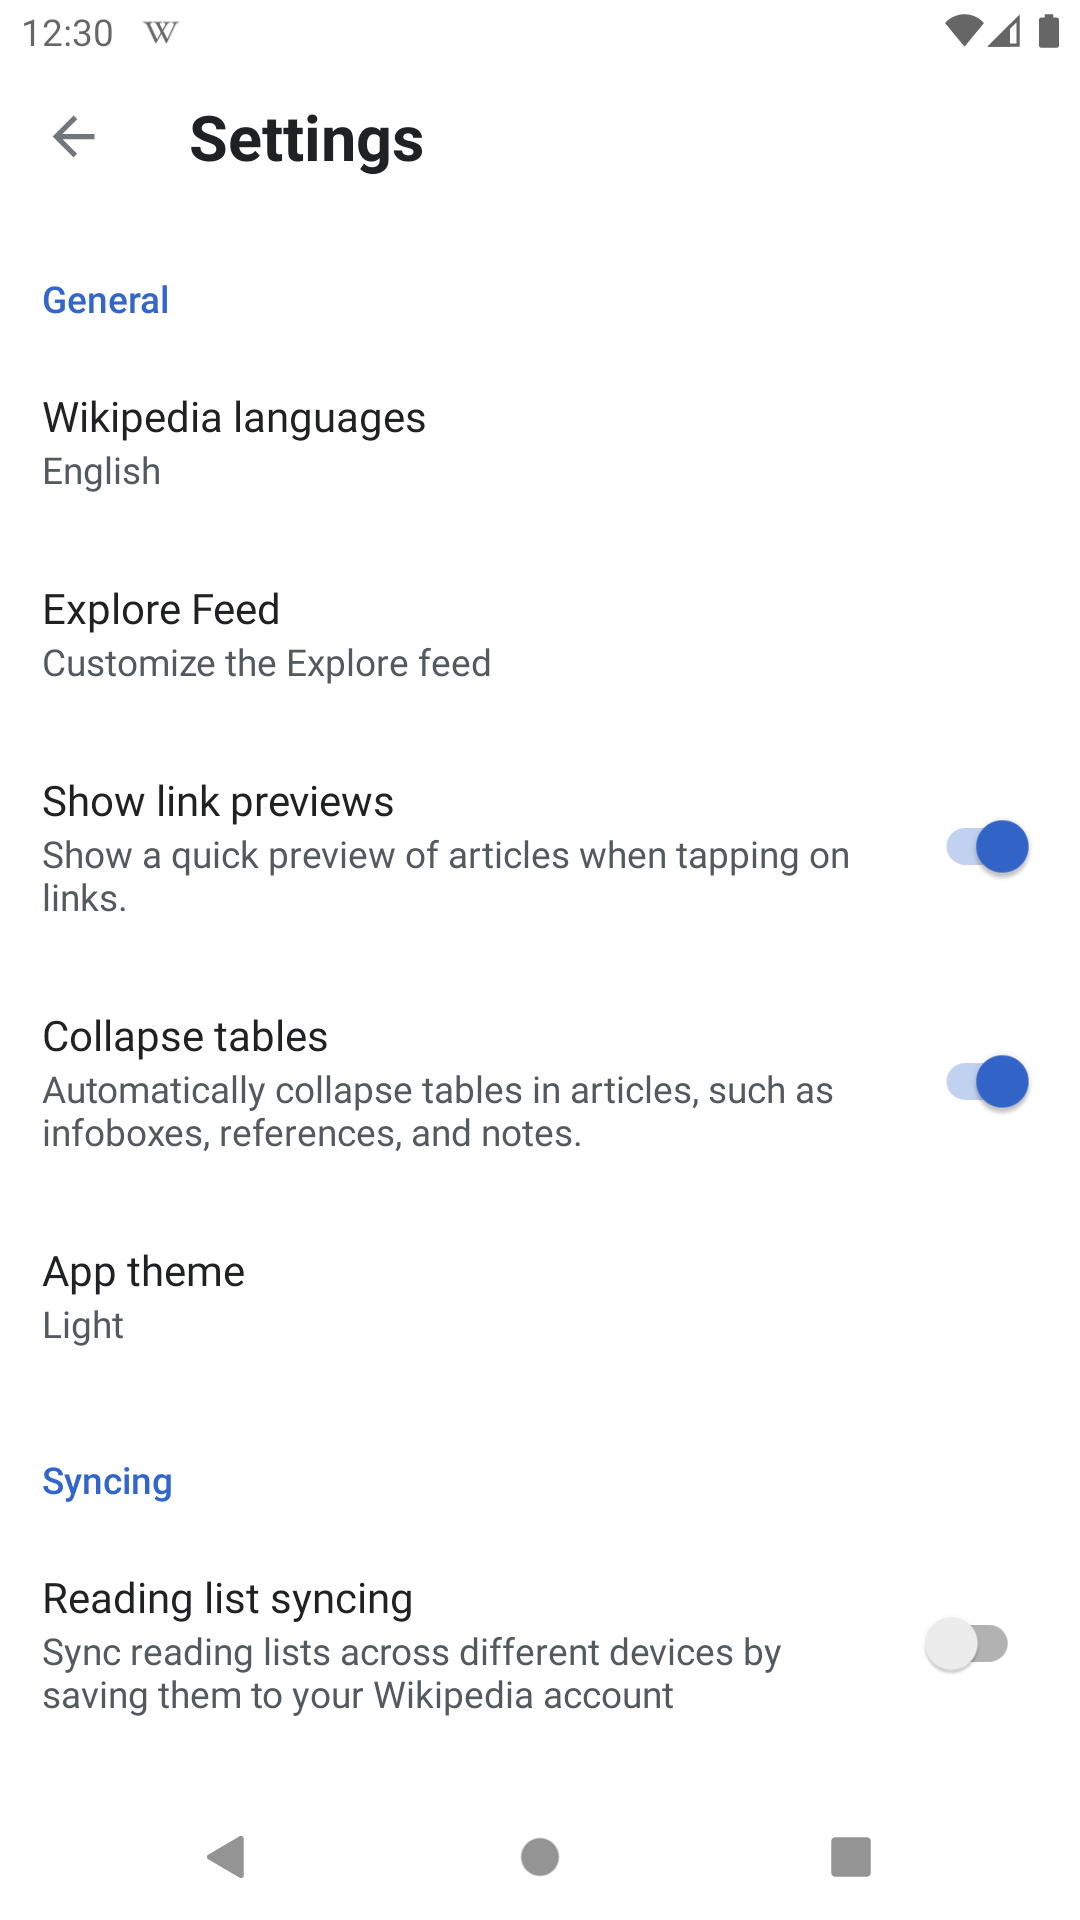 12:30 W
Settings
General
Wikipedia languages
English
Explore Feed
Customize the Explore feed
Show link previews
Show a quick preview of articles when tapping on
links.
Collapse tables
Automatically collapse tables in articles, such as
infoboxes, references, and notes.
App theme
Light
Syncing
Reading list syncing
Sync reading lists across different devices by
saving them to your Wikipedia account